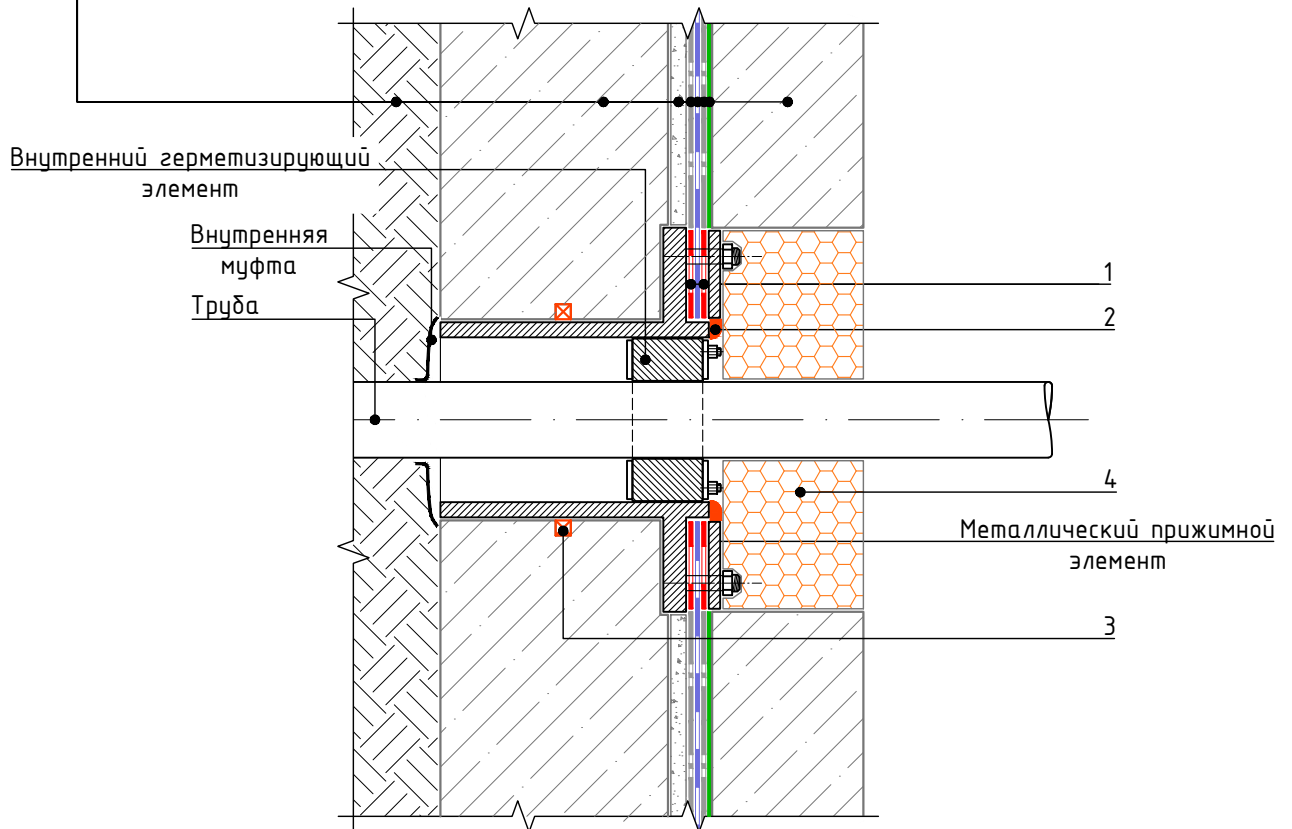 Внутренний герметизирующий
элемент
Внутренняя
муфта
Труба
1
2
4
Металлический прижимной
элемент
3